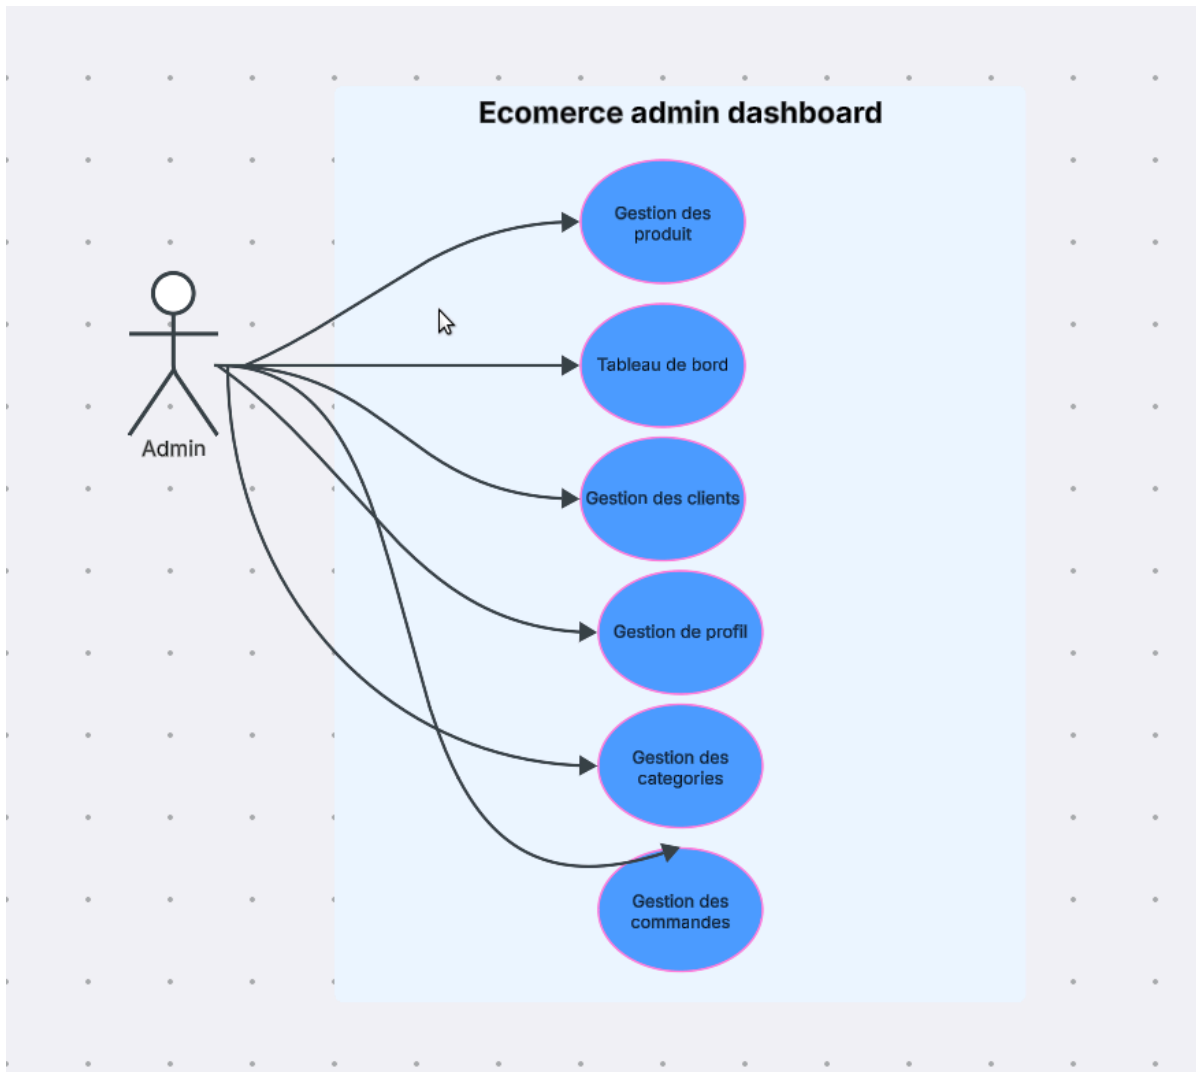 Ecomerce admin dashboard
Gestion des
produit
Tableau de bord
Admin
Gestion des clients
Gestion de profil
Gestion des
categories
Gestion des
commandes